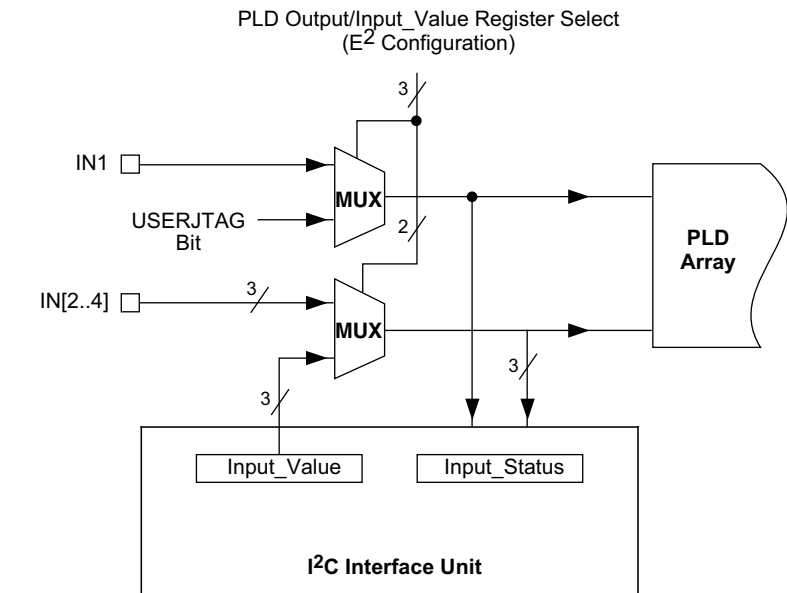 PLD Output/Input_Value Register Select
(E2 Configuration)
3
IN1
MUX
USERJTAG
Bit
2
PLD
Array
IN[2..4]
3
MUX
3
3
Input_Value
Input_Status
I2C Interface Unit